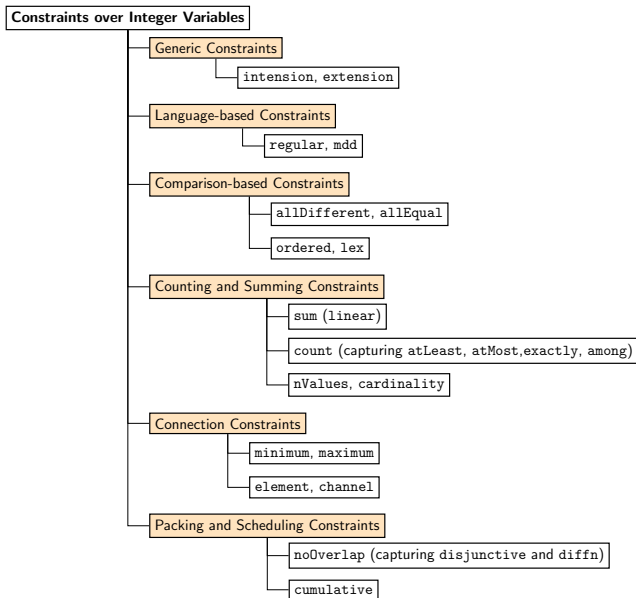 Constraints over Integer Variables
Generic Constraints
intension, extension
Language-based Constraints
regular, mdd
Comparison-based Constraints
allDifferent, allEqual
ordered, lex
Counting and Summing Constraints
sum (linear)
count (capturing atLeast, atMost,exactly, among)
nValues, cardinality
Connection Constraints
minimum, maximum
element, channel
Packing and Scheduling Constraints
noOverlap (capturing disjunctive and diffn)
cumulative